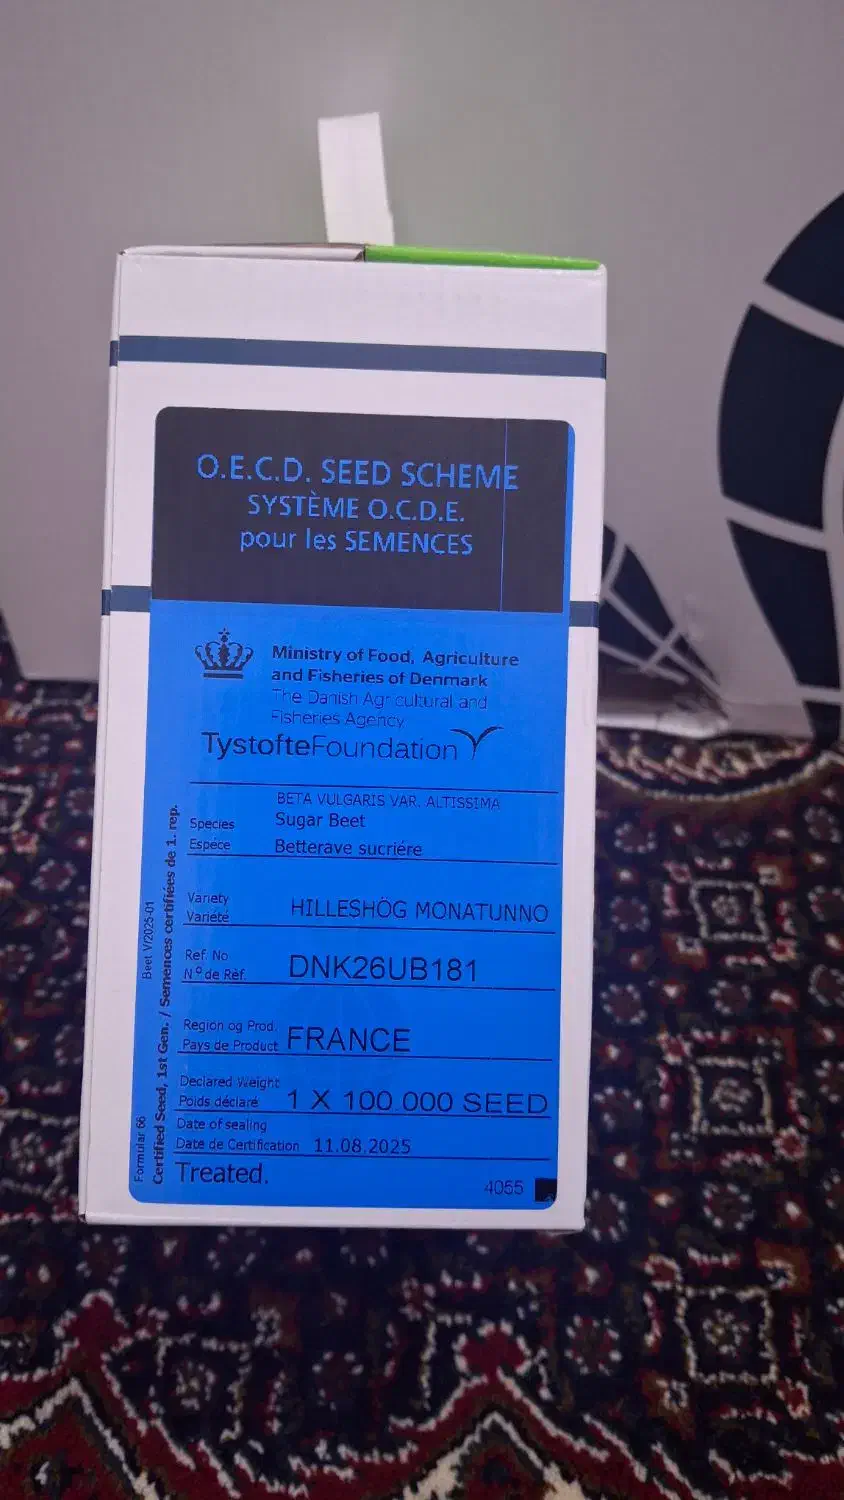 O.E.C.D. SEED SCHEME
SYSTÈME O.C.D.E.
pour les SEMENCES
Ministry of Food, Agriculture
and Fisheries of Denmark
The Danish Agricultural and
Fisheries Agency
TystofteFoundation
BETA VULGARIS VAR. ALTISSIMA
Species Sugar Beet
Espéce Betterave sucriére
Variety
Variété HILLESHÖG MONATUNNO
Ref. No
Nº de Réf. DNK26UB181
Region og Prod.
Pays de Product FRANCE
Declared Weight
Poids déclaré 1 X 100.000 SEED
Date of sealing
Date de Certification 11.08.2025
Treated.
4055
Beet V/2025-01
Formular 66
Certified Seed, 1st Gen. / Semences certifiées de 1. rep.